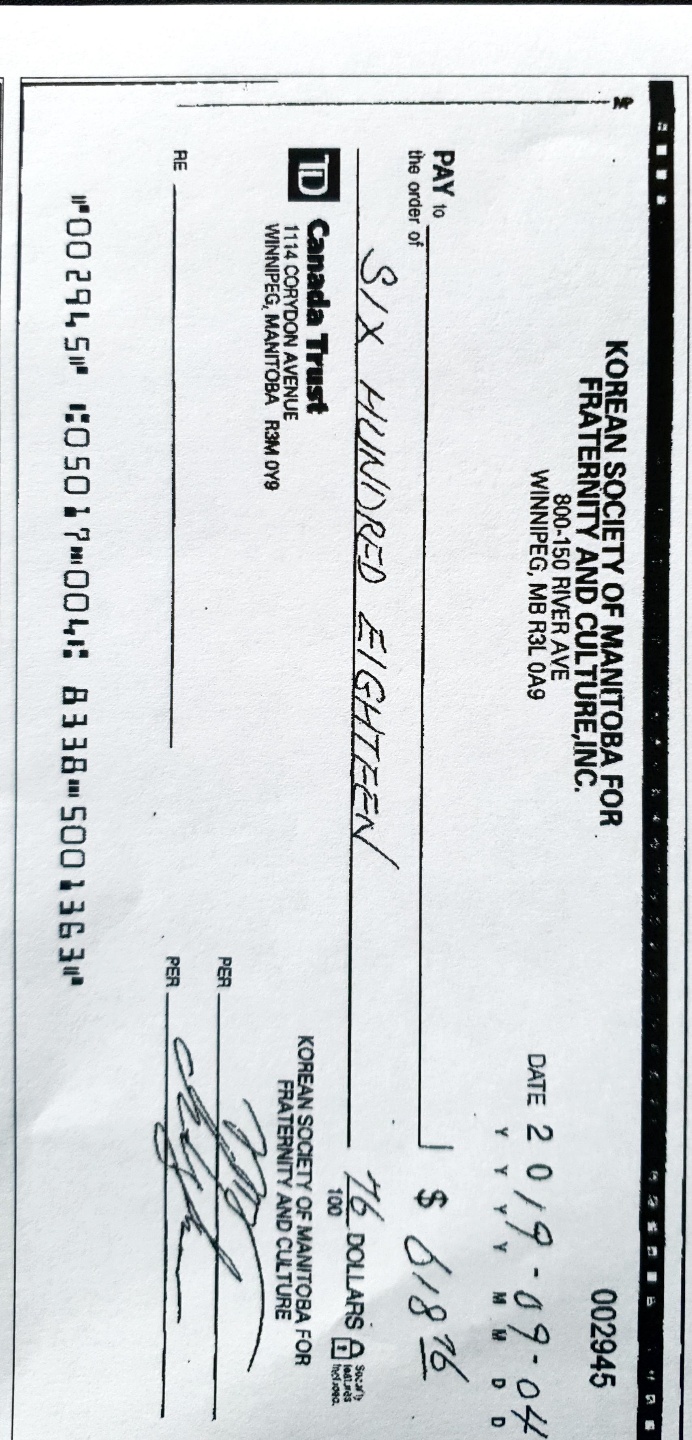 KOREAN SOCIETY OF MANITOBA FOR
FRATERNITY AND CULTURE,INC.
800-150 RIVER AVE
WINNIPEG, MB R3L 0A9
002945
DATE 2019-09-04
Y Y Y Y M M D D
PAY to
the order of
$ 618 76
SIX HUNDRED EIGHTEEN
76
100
DOLLARS
Security
features
included.
TD Canada Trust
1114 CORYDON AVENUE
WINNIPEG, MANITOBA R3M 0Y9
KOREAN SOCIETY OF MANITOBA FOR
FRATERNITY AND CULTURE
PER
RE
PER
⑈002945⑈ ⑆05017⑉004⑆ 8338⑉5001363⑈